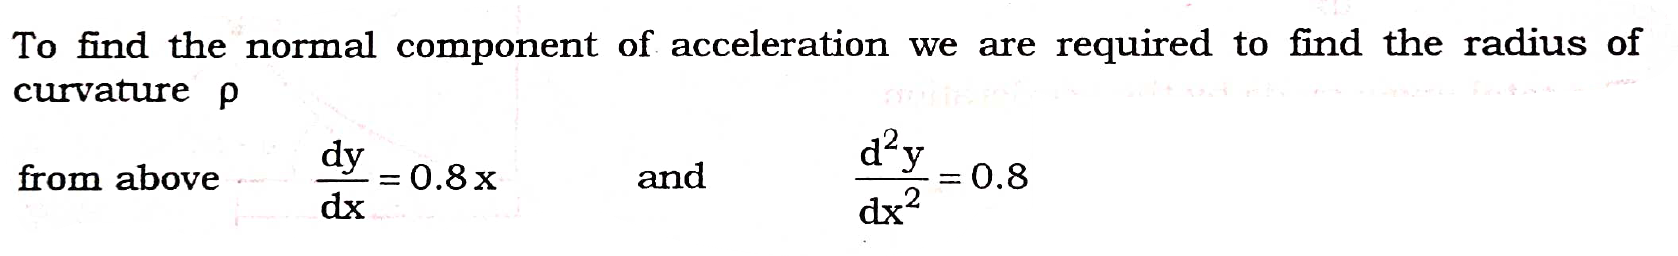 To find the normal component of acceleration we are required to find the radius of
curvature ρ
from above dy/dx = 0.8 x and d²y/dx² = 0.8